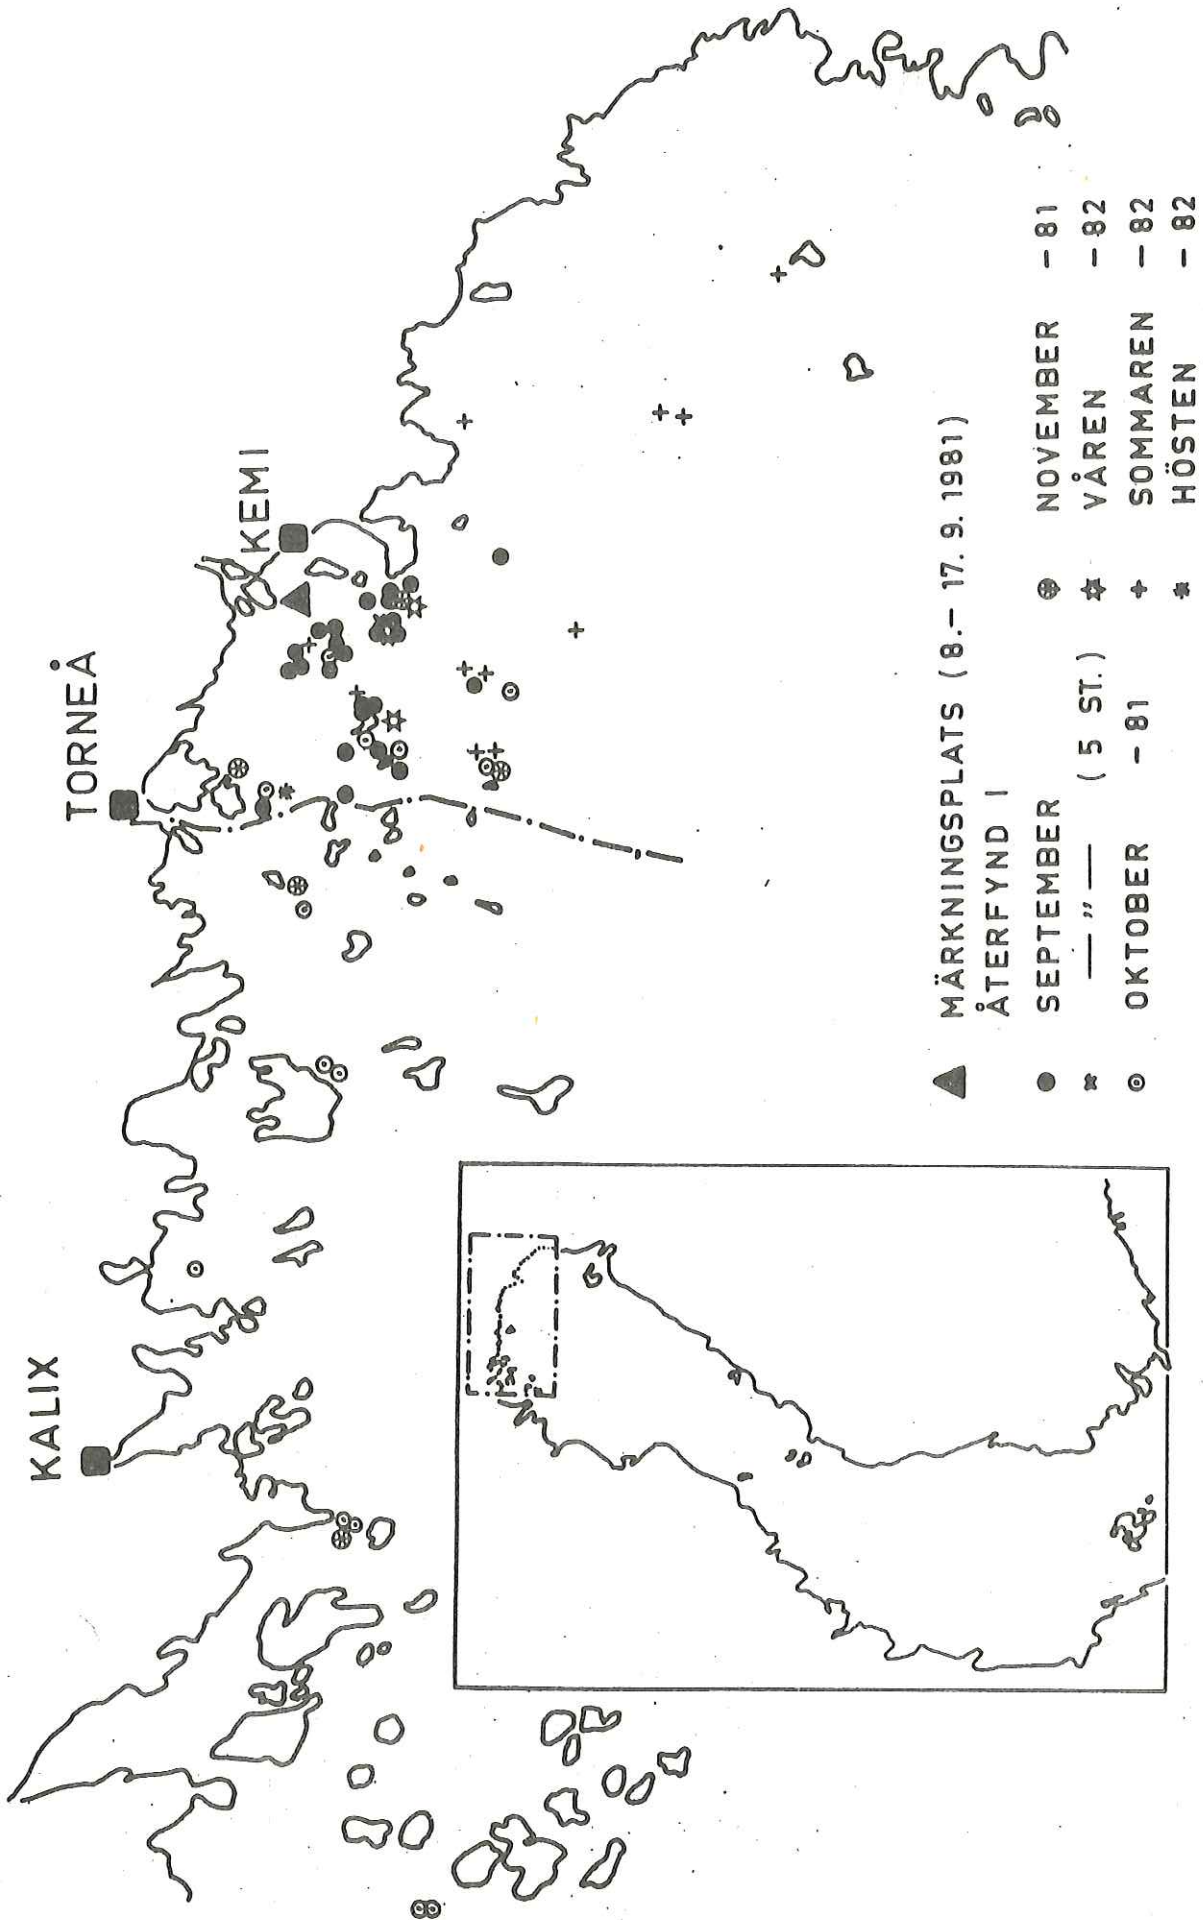 KALIX
TORNEÅ
KEMI
MÄRKNINGSPLATS (8.– 17. 9. 1981)
ÅTERFYND I
SEPTEMBER
— " — (5 ST.)
OKTOBER – 81
NOVEMBER – 81
VÅREN – 82
SOMMAREN – 82
HÖSTEN – 82